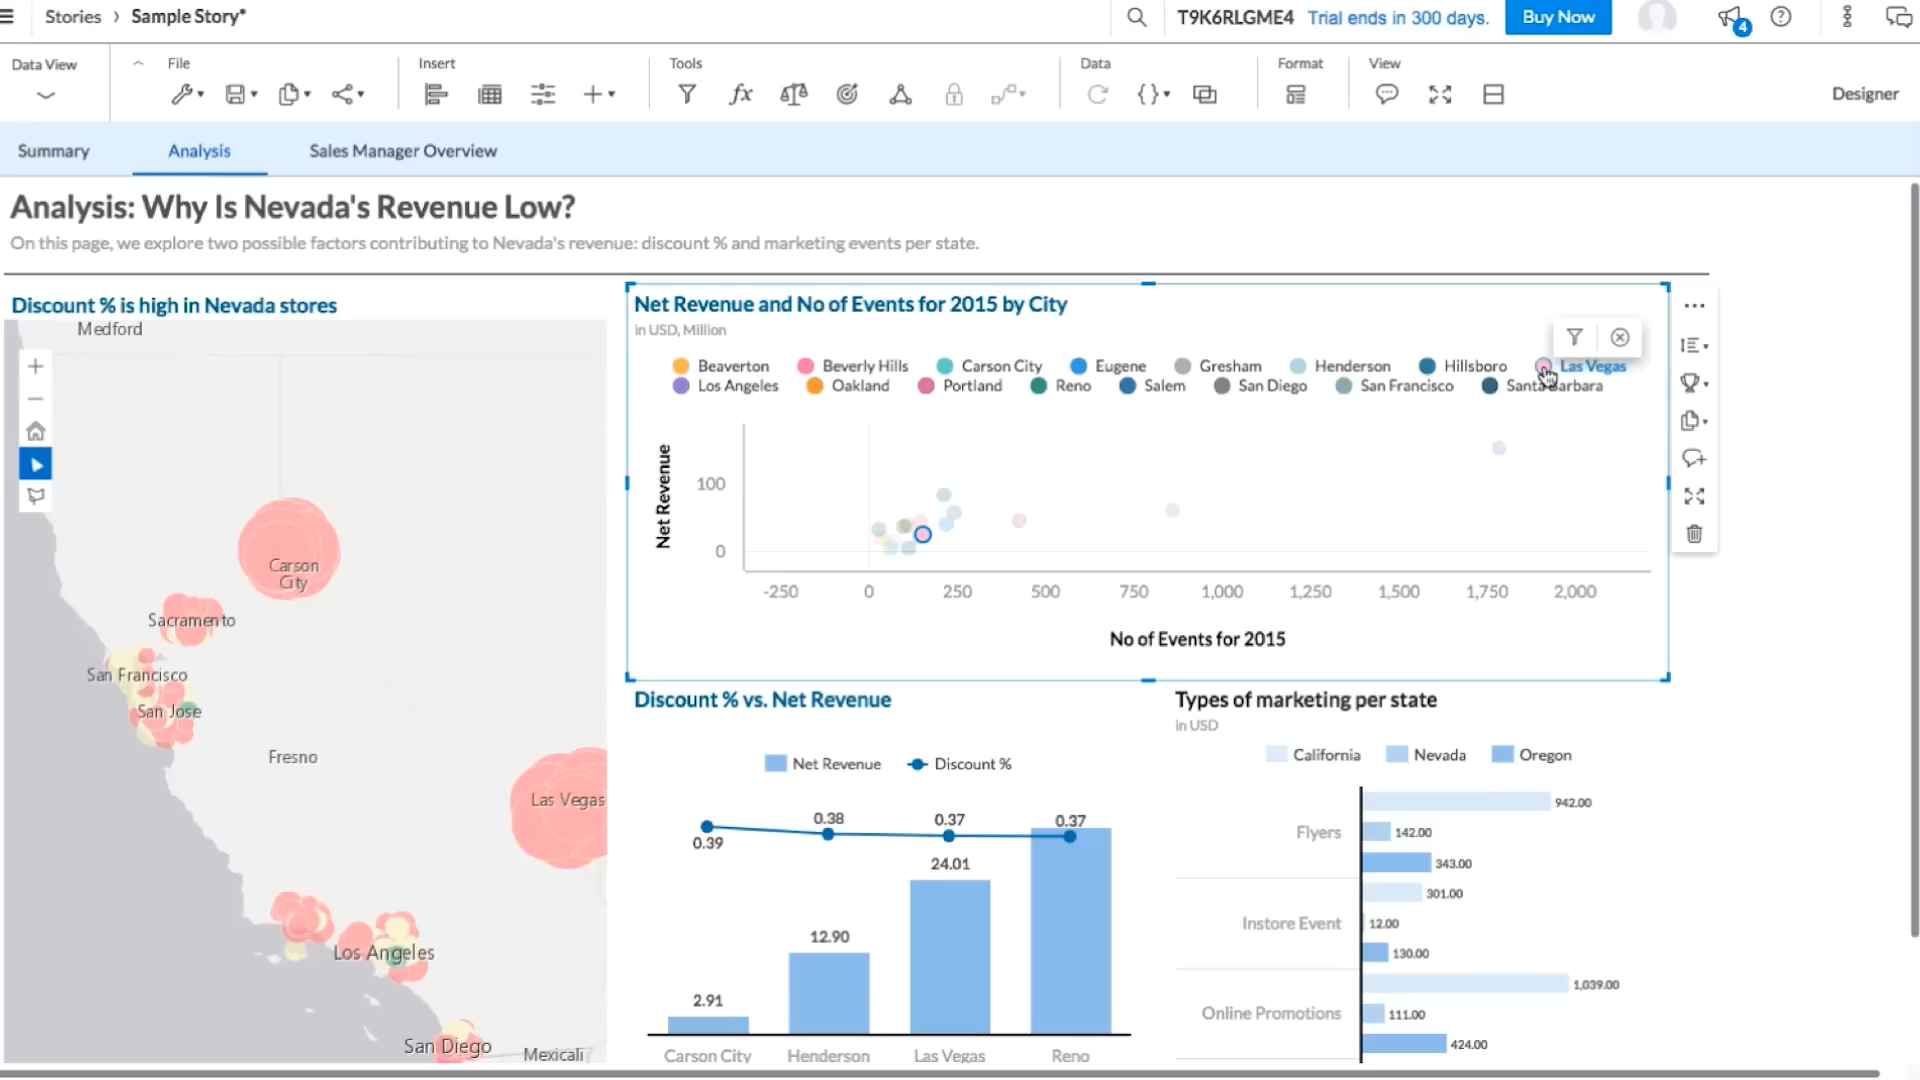 Stories › Sample Story*
T9K6RLGME4 Trial ends in 300 days. Buy Now
4
Data View
File
Insert
Tools
Data
Format
View
Designer
Summary
Analysis
Sales Manager Overview
Analysis: Why Is Nevada's Revenue Low?
On this page, we explore two possible factors contributing to Nevada's revenue: discount % and marketing events per state.
Discount % is high in Nevada stores
Medford
Carson
City
Sacramento
San Francisco
San Jose
Fresno
Las Vegas
Los Angeles
San Diego
Mexicali
Net Revenue and No of Events for 2015 by City
in USD, Million
Beaverton Beverly Hills Carson City Eugene Gresham Henderson Hillsboro Las Vegas
Los Angeles Oakland Portland Reno Salem San Diego San Francisco Santa Barbara
Net Revenue
100
0
-250 0 250 500 750 1,000 1,250 1,500 1,750 2,000
No of Events for 2015
Discount % vs. Net Revenue
Net Revenue Discount %
0.39 0.38 0.37 0.37
24.01
12.90
2.91
Carson City Henderson Las Vegas Reno
Types of marketing per state
in USD
California Nevada Oregon
942.00
Flyers 142.00
343.00
301.00
Instore Event 12.00
130.00
1,039.00
Online Promotions 111.00
424.00